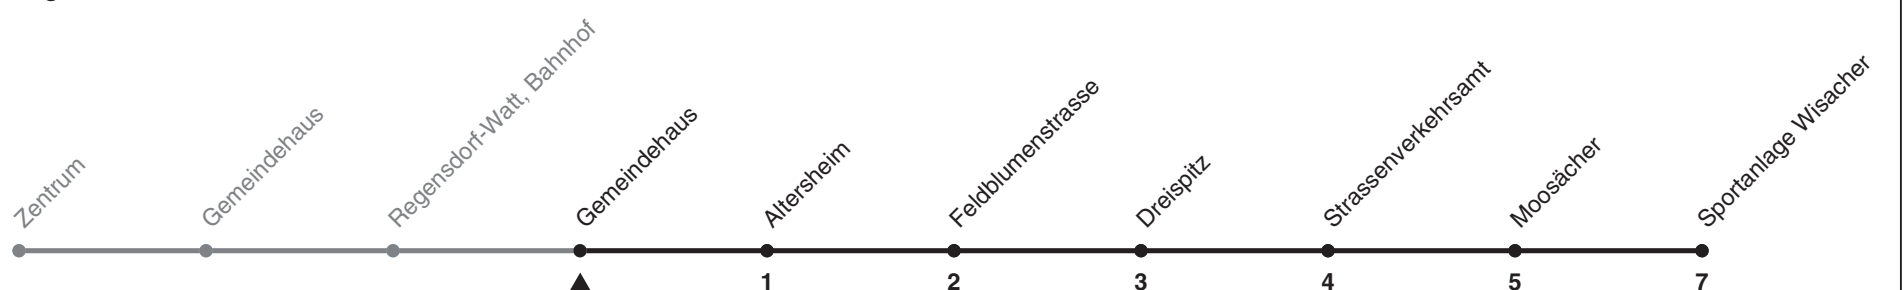 Zentrum
Gemeindehaus
Regensdorf-Watt, Bahnhof
Gemeindehaus
Altersheim
Feldblumenstrasse
Dreispitz
Strassenverkehrsamt
Moosächer
Sportanlage Wisacher
1 2 3 4 5 7